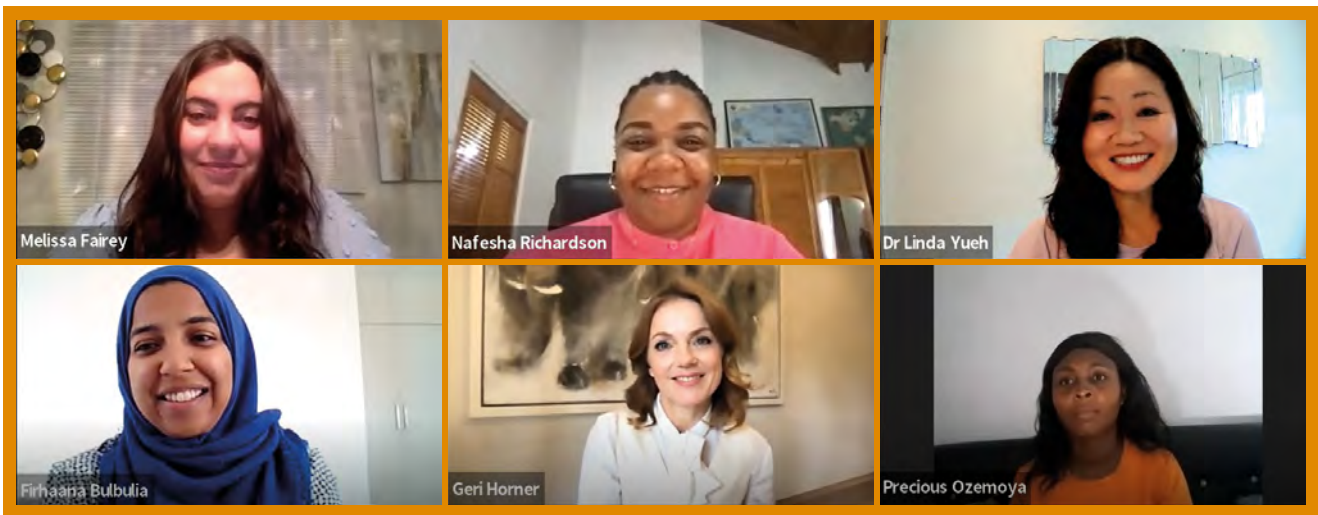 Melissa Fairey
Nafesha Richardson
Dr Linda Yueh
Firhaana Bulbulia
Geri Horner
Precious Ozemoya